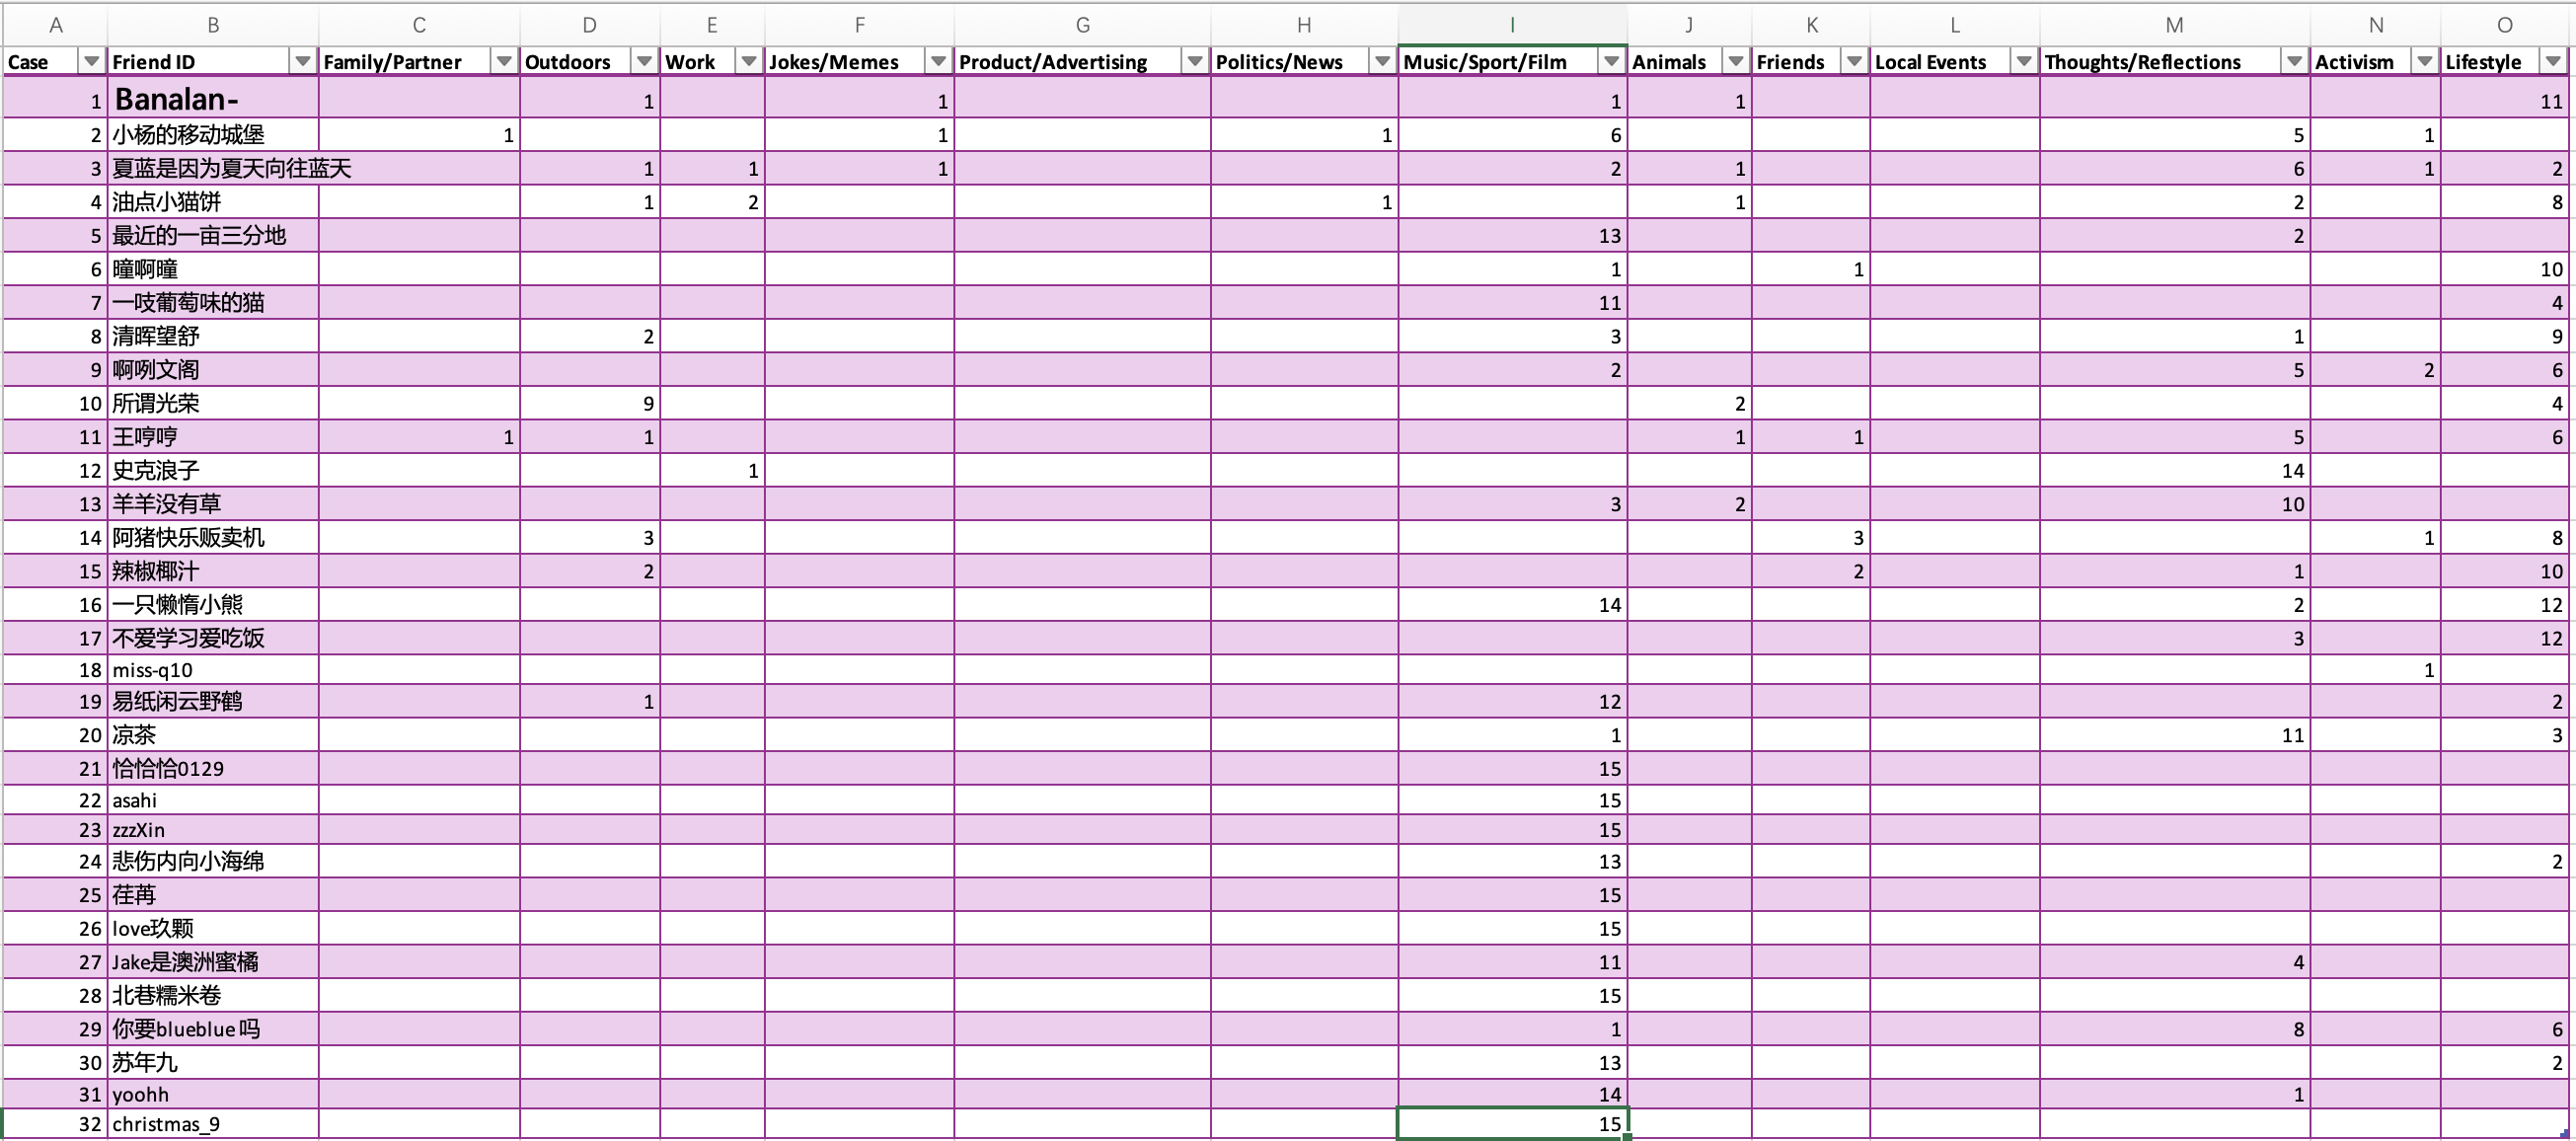 A B C D E F G H I J K L M N O
Case Friend ID Family/Partner Outdoors Work Jokes/Memes Product/Advertising Politics/News Music/Sport/Film Animals Friends Local Events Thoughts/Reflections Activism Lifestyle
1 Banalan- 1 1 1 1 11
2 小杨的移动城堡 1 1 1 6 5 1
3 夏蓝是因为夏天向往蓝天 1 1 1 2 1 6 1 2
4 油点小猫饼 1 2 1 1 2 8
5 最近的一亩三分地 13 2
6 曈啊曈 1 1 10
7 一吱葡萄味的猫 11 4
8 清晖望舒 2 3 1 9
9 啊咧文阁 2 5 2 6
10 所谓光荣 9 2 4
11 王哼哼 1 1 1 1 5 6
12 史克浪子 1 14
13 羊羊没有草 3 2 10
14 阿猪快乐贩卖机 3 3 1 8
15 辣椒椰汁 2 2 1 10
16 一只懒惰小熊 14 2 12
17 不爱学习爱吃饭 3 12
18 miss-q10 1
19 易纸闲云野鹤 1 12 2
20 凉茶 1 11 3
21 恰恰恰0129 15
22 asahi 15
23 zzzXin 15
24 悲伤内向小海绵 13 2
25 荏苒 15
26 love玖颗 15
27 Jake是澳洲蜜橘 11 4
28 北巷糯米卷 15
29 你要blueblue吗 1 8 6
30 苏年九 13 2
31 yoohh 14 1
32 christmas_9 15